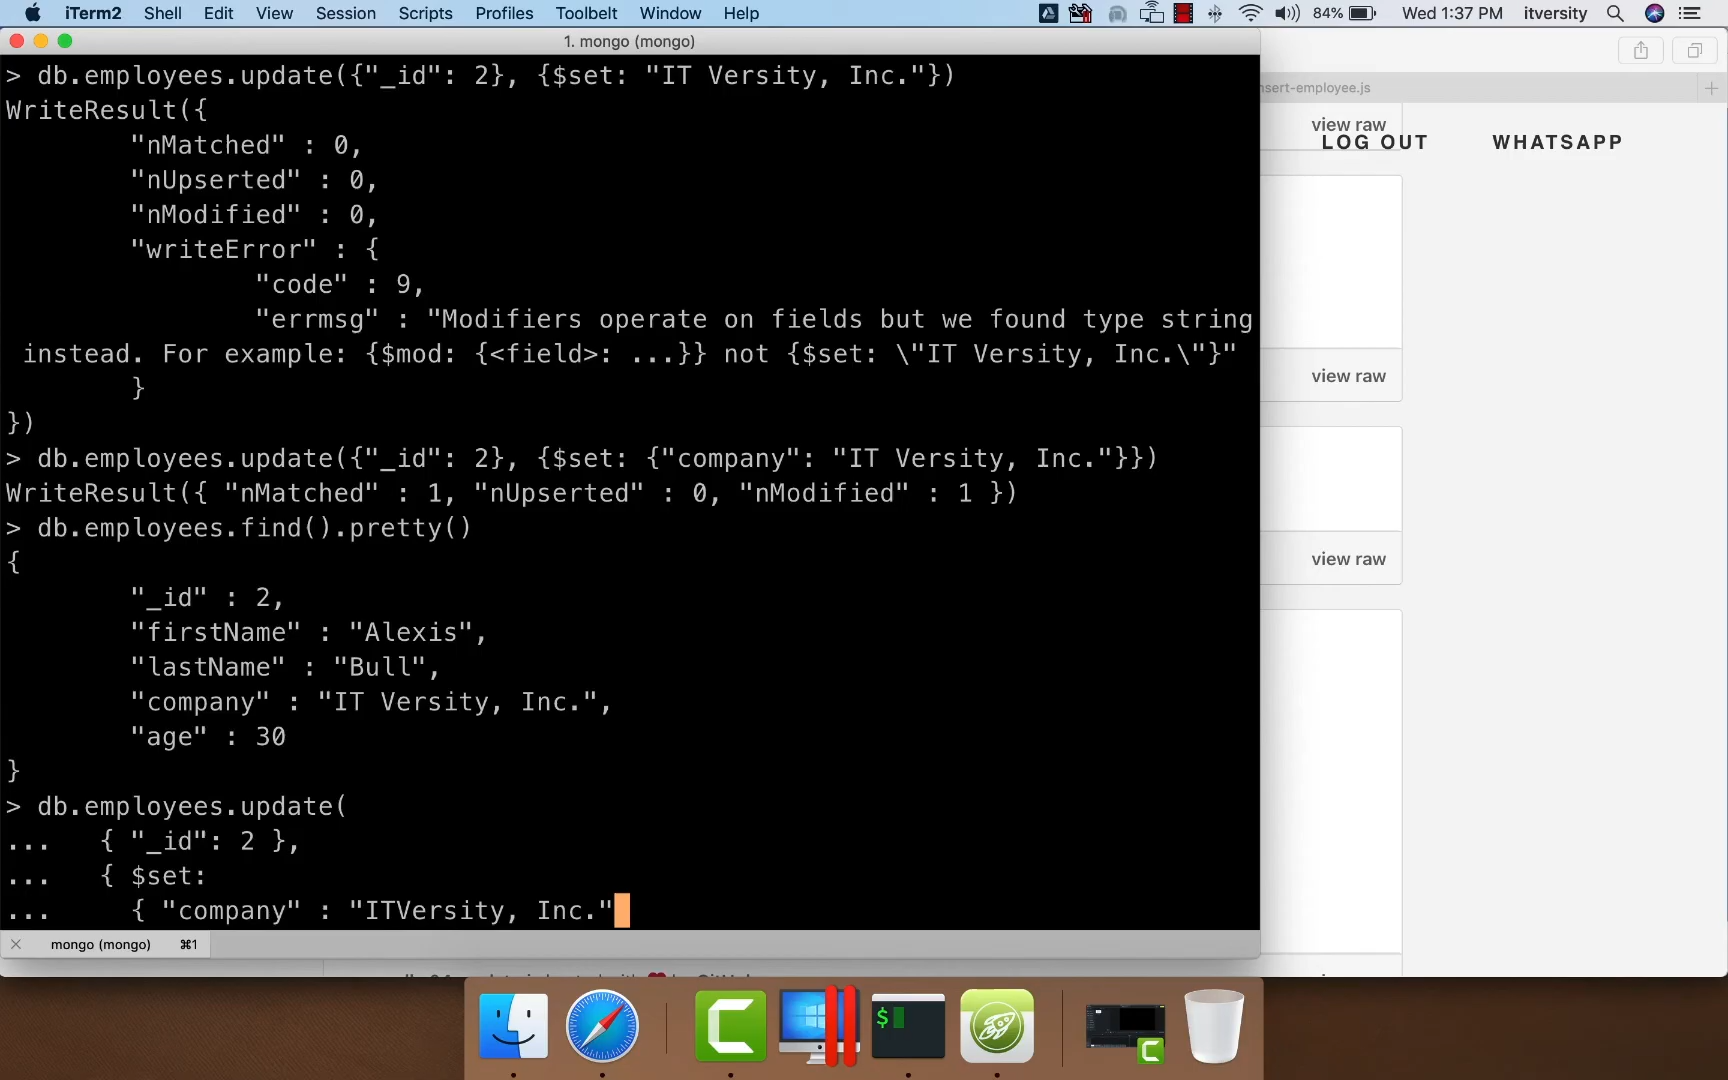 iTerm2 Shell Edit View Session Scripts Profiles Toolbelt Window Help 84% Wed 1:37 PM itversity
1. mongo (mongo)
nsert-employee.js
> db.employees.update({"_id": 2}, {$set: "IT Versity, Inc."})
WriteResult({
"nMatched" : 0,
"nUpserted" : 0,
"nModified" : 0,
"writeError" : {
"code" : 9,
"errmsg" : "Modifiers operate on fields but we found type string
instead. For example: {$mod: {<field>: ...}} not {$set: \"IT Versity, Inc.\"}"
}
})
> db.employees.update({"_id": 2}, {$set: {"company": "IT Versity, Inc."}})
WriteResult({ "nMatched" : 1, "nUpserted" : 0, "nModified" : 1 })
> db.employees.find().pretty()
{
"_id" : 2,
"firstName" : "Alexis",
"lastName" : "Bull",
"company" : "IT Versity, Inc.",
"age" : 30
}
> db.employees.update(
... { "_id": 2 },
... { $set:
... { "company" : "ITVersity, Inc."
mongo (mongo) ⌘1
view raw
LOG OUT WHATSAPP
view raw
view raw
$